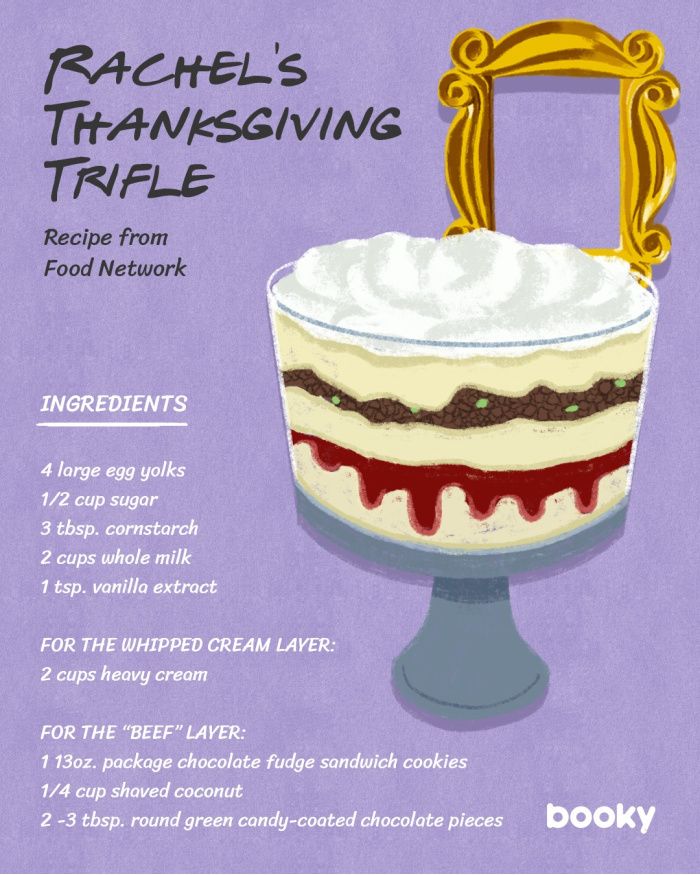 RACHEL'S
THANKSGIVING
TRIFLE
Recipe from
Food Network
INGREDIENTS
4 large egg yolks
1/2 cup sugar
3 tbsp. cornstarch
2 cups whole milk
1 tsp. vanilla extract
FOR THE WHIPPED CREAM LAYER:
2 cups heavy cream
FOR THE “BEEF” LAYER:
1 13oz. package chocolate fudge sandwich cookies
1/4 cup shaved coconut
2 -3 tbsp. round green candy-coated chocolate pieces
booky